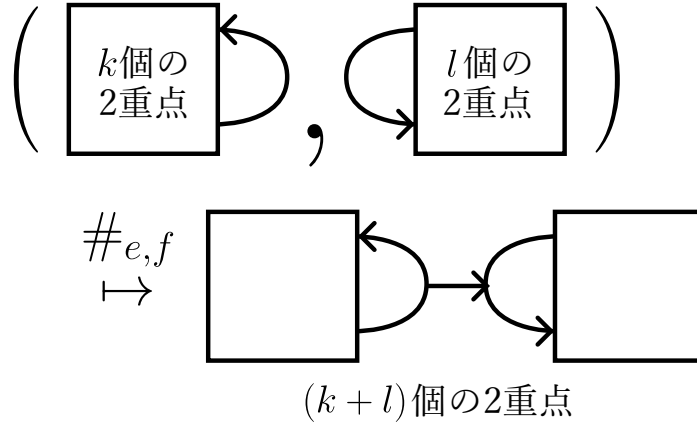 ( k個の 2重点 , l個の 2重点 )
#_{e,f}
↦
(k + l)個の2重点